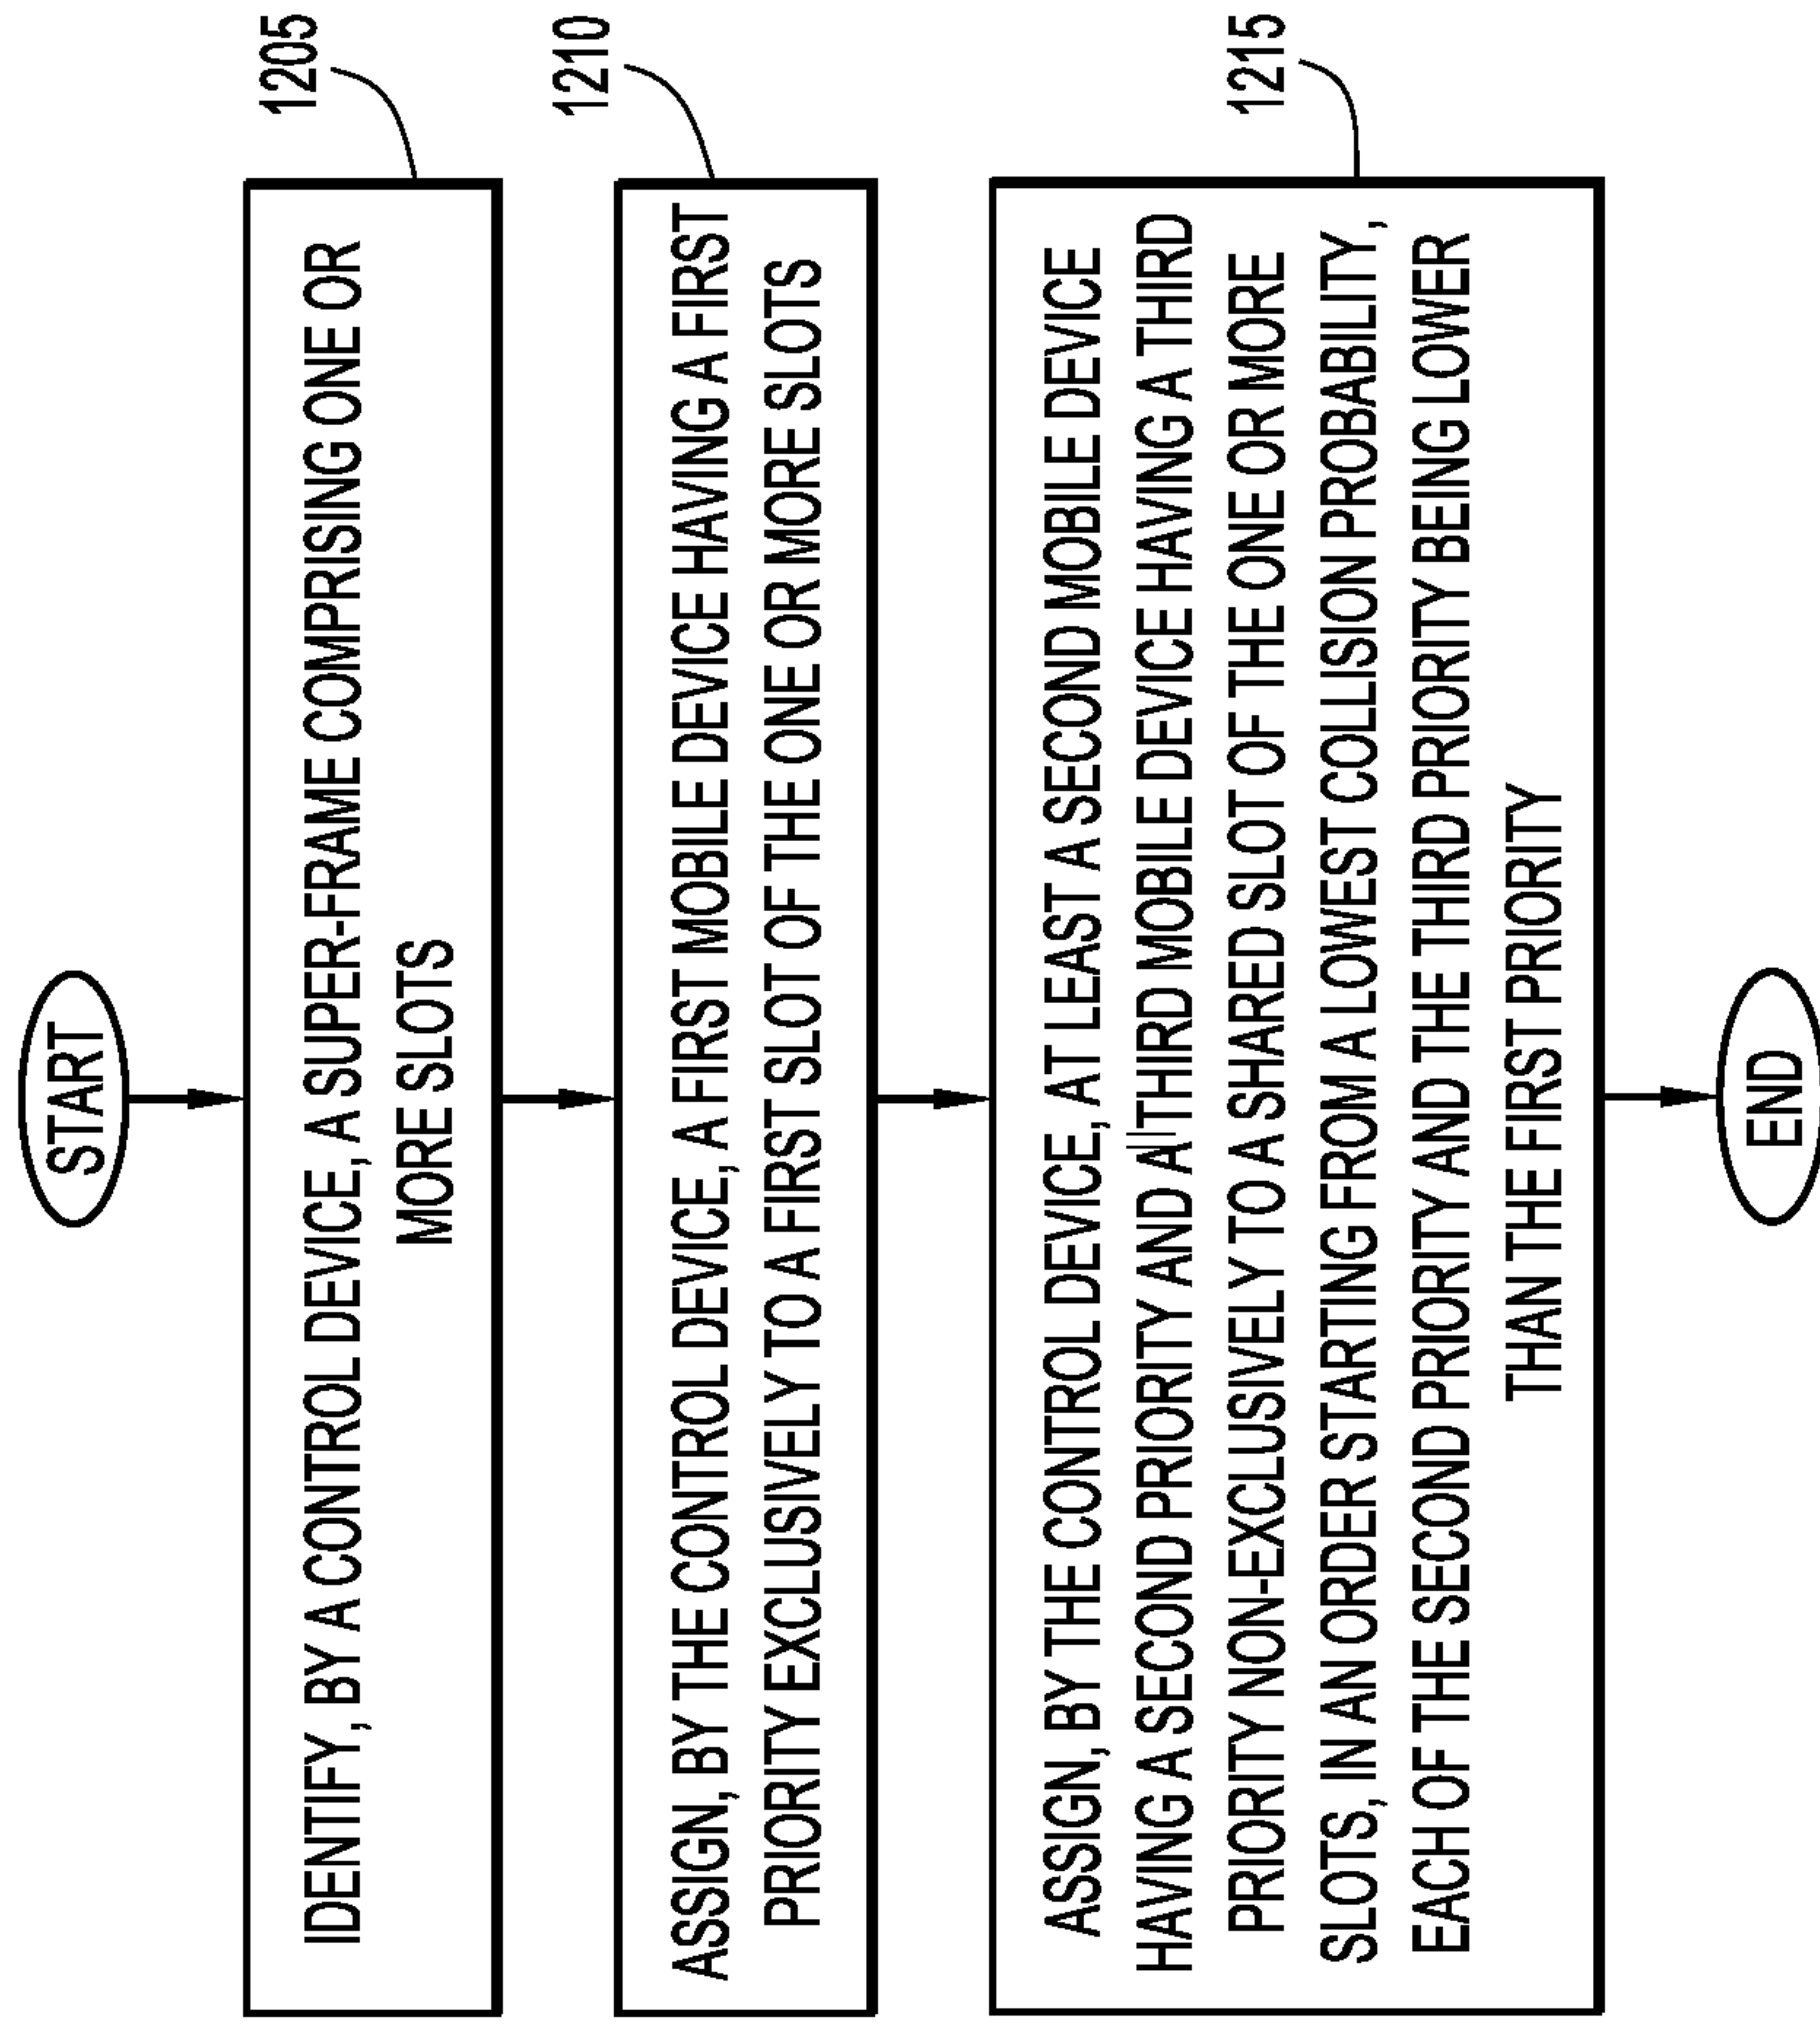 START
1205
IDENTIFY, BY A CONTROL DEVICE, A SUPER-FRAME COMPRISING ONE OR
MORE SLOTS
1210
ASSIGN, BY THE CONTROL DEVICE, A FIRST MOBILE DEVICE HAVING A FIRST
PRIORITY EXCLUSIVELY TO A FIRST SLOT OF THE ONE OR MORE SLOTS
1215
ASSIGN, BY THE CONTROL DEVICE, AT LEAST A SECOND MOBILE DEVICE
HAVING A SECOND PRIORITY AND A THIRD MOBILE DEVICE HAVING A THIRD
PRIORITY NON-EXCLUSIVELY TO A SHARED SLOT OF THE ONE OR MORE
SLOTS, IN AN ORDER STARTING FROM A LOWEST COLLISION PROBABILITY,
EACH OF THE SECOND PRIORITY AND THE THIRD PRIORITY BEING LOWER
THAN THE FIRST PRIORITY
END